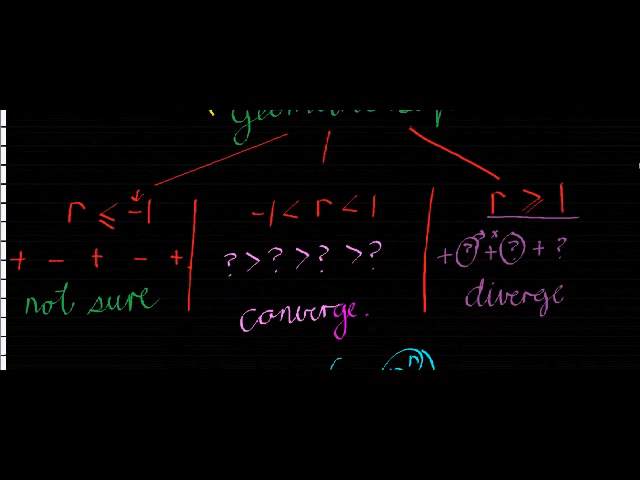 r ≤ -1
-1 < r < 1
r ≥ 1
+ - + - +
? > ? > ? > ?
+ ? + ? + ?
not sure
converge.
diverge